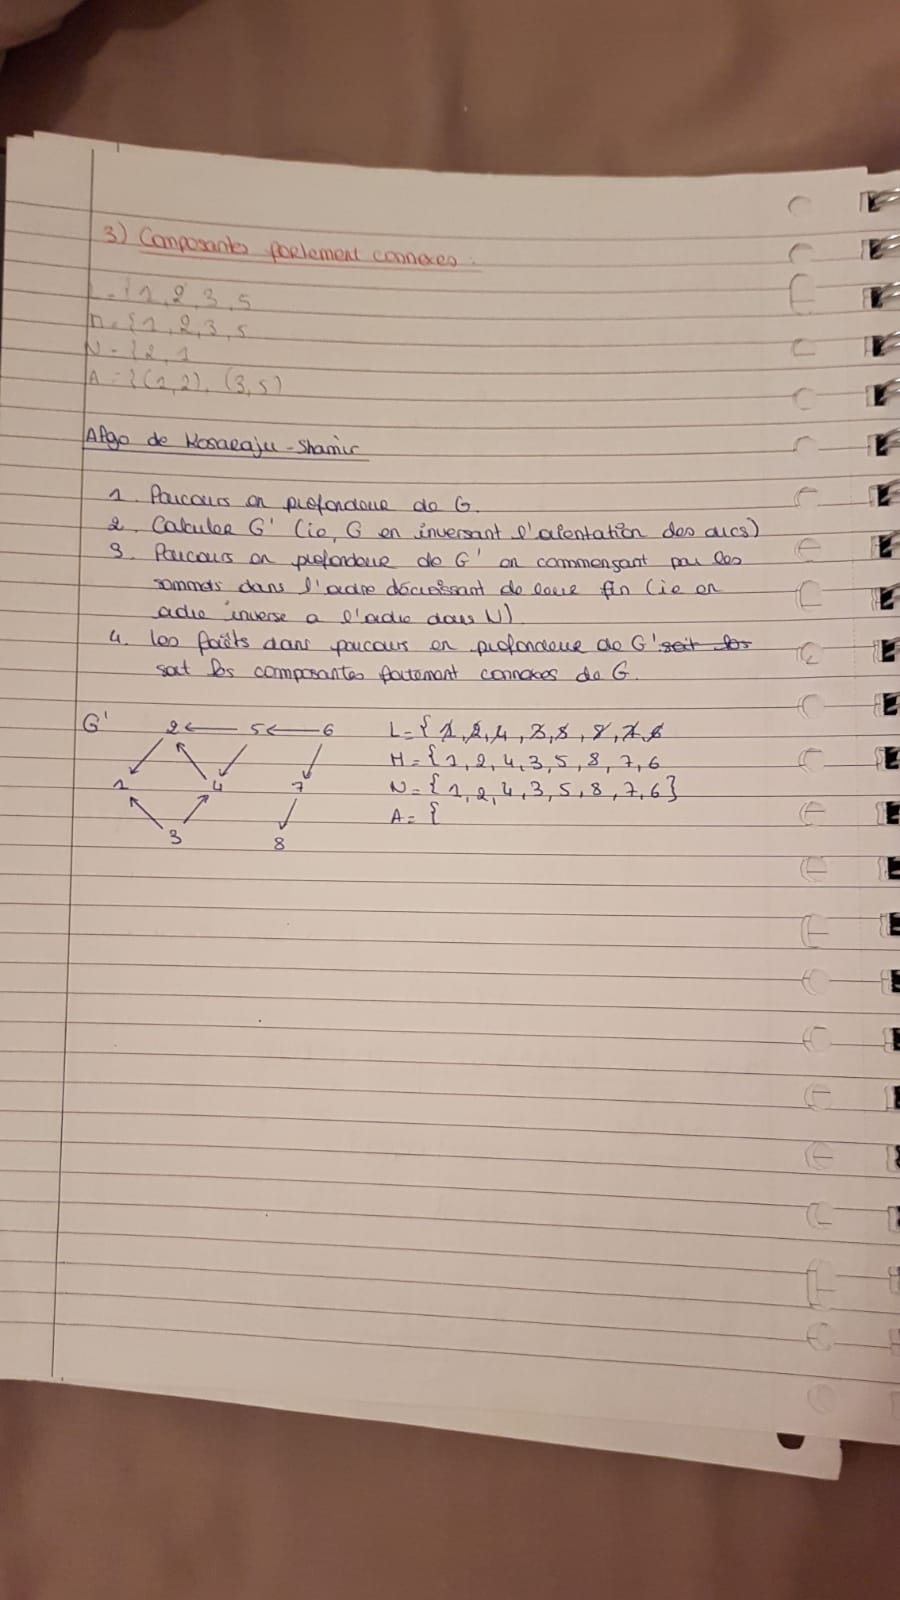 3) Composantes fortement connexes :
L = {1, 2, 3, 5
M = {1, 2, 3, 5
N = {2, 1
A = {(1,2), (3,5)
Algo de Kosaraju - Shamir
1. Parcours en profondeur de G.
2. Calculer G' (ie, G en inversant l'orientation des arcs)
3. Parcours en profondeur de G' en commençant par les
sommets dans l'ordre décroissant de leur fin (ie en
ordre inverse a l'ordre dans N)
4. les forêts dans parcours en profondeur de G' soit les
soit les composantes fortement connexes de G.
G' 2 ← 5 ← 6 L = {1, 2, 4, 3, 5, 8, 7, 6
M = {1, 2, 4, 3, 5, 8, 7, 6
1 4 7 N = {1, 2, 4, 3, 5, 8, 7, 6}
A = {
3 8